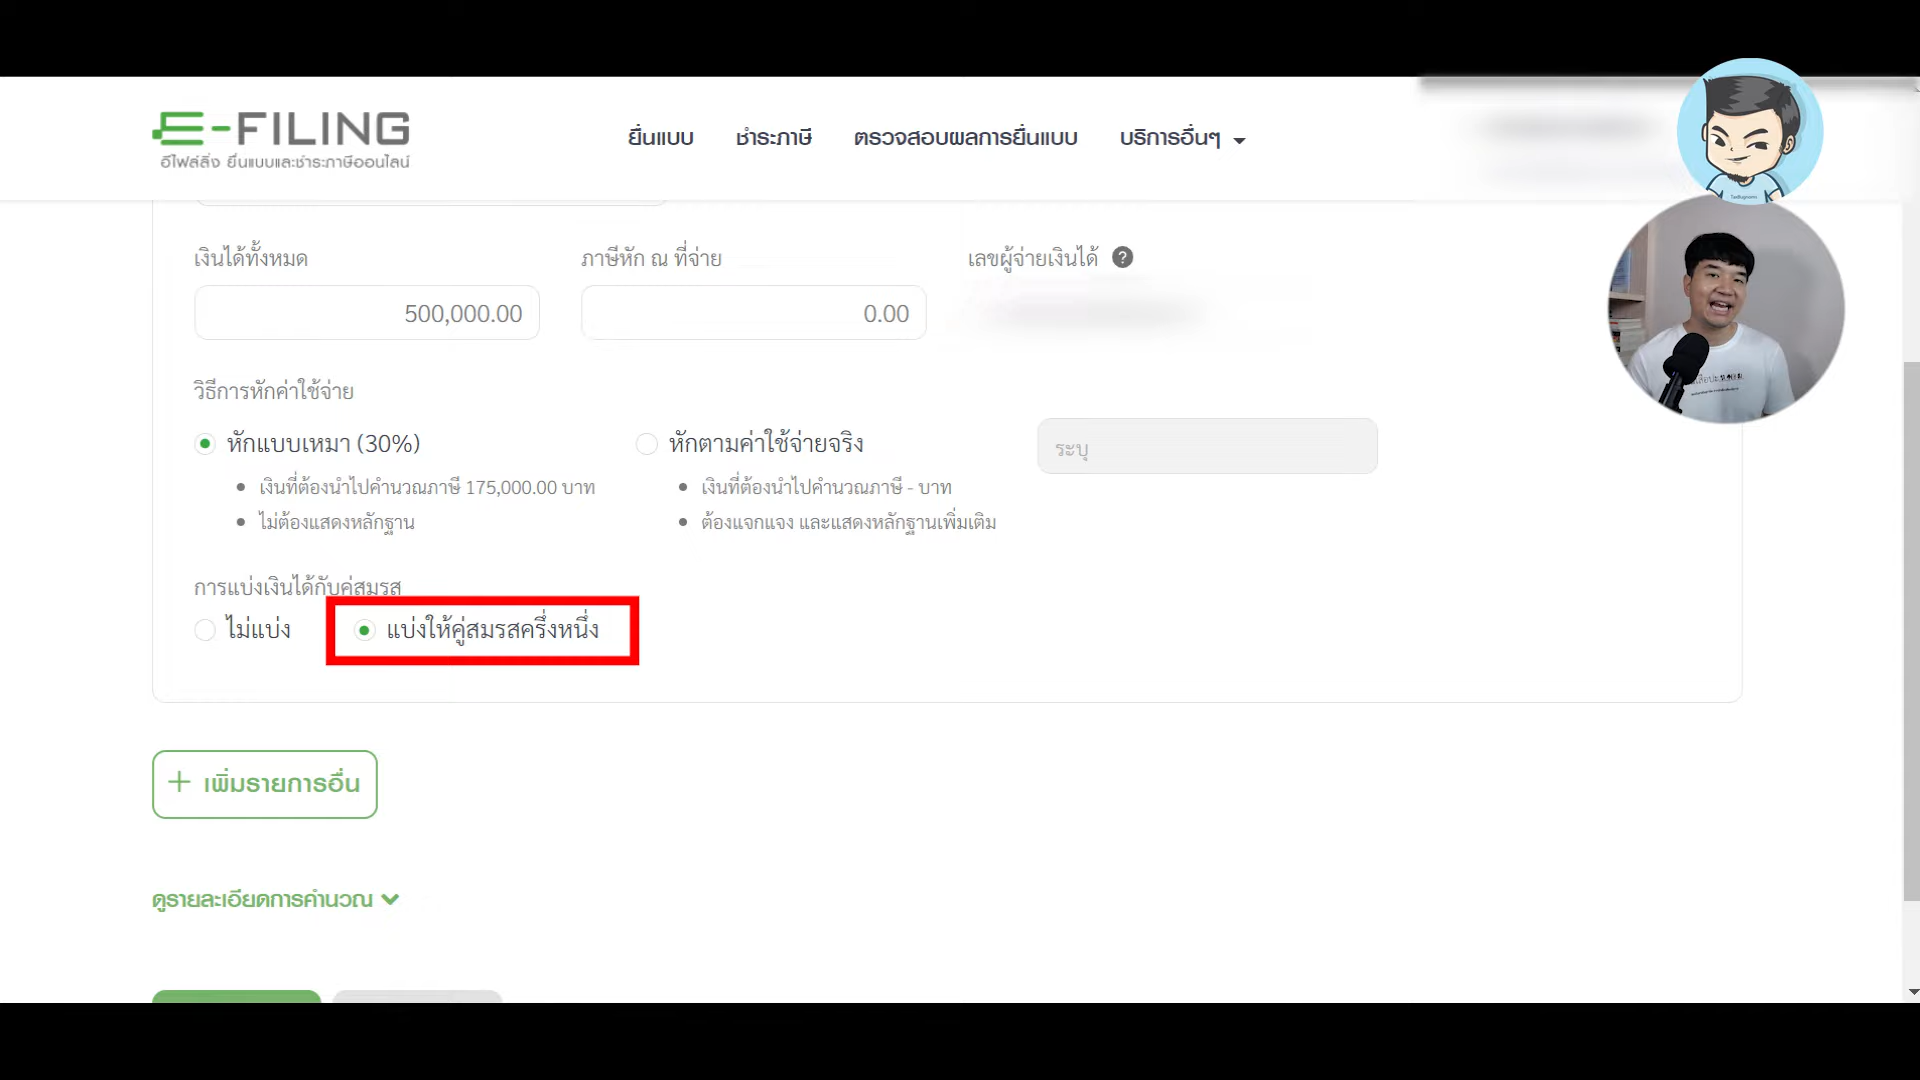 E-FILING
อีไฟล์ลิ่ง ยื่นแบบและชำระภาษีออนไลน์
ยื่นแบบ ชำระภาษี ตรวจสอบผลการยื่นแบบ บริการอื่นๆ
เงินได้ทั้งหมด ภาษีหัก ณ ที่จ่าย เลขผู้จ่ายเงินได้ ?
500,000.00 0.00
วิธีการหักค่าใช้จ่าย
หักแบบเหมา (30%) หักตามค่าใช้จ่ายจริง ระบุ
เงินที่ต้องนำไปคำนวณภาษี 175,000.00 บาท เงินที่ต้องนำไปคำนวณภาษี - บาท
ไม่ต้องแสดงหลักฐาน ต้องแจกแจง และแสดงหลักฐานเพิ่มเติม
การแบ่งเงินได้กับคู่สมรส
ไม่แบ่ง แบ่งให้คู่สมรสครึ่งหนึ่ง
+ เพิ่มรายการอื่น
ดูรายละเอียดการคำนวณ